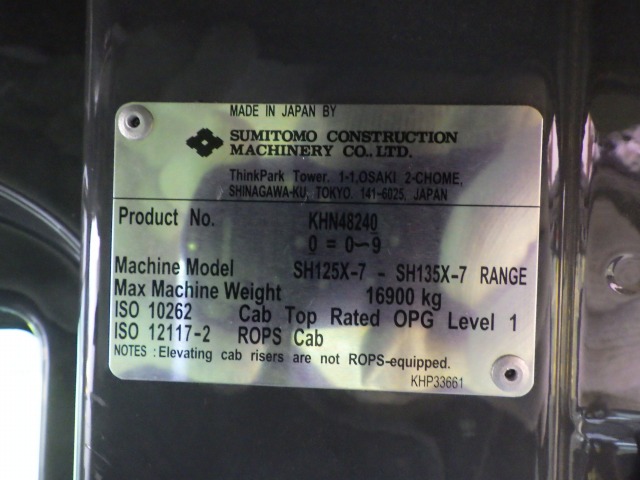 MADE IN JAPAN BY
SUMITOMO CONSTRUCTION
MACHINERY CO., LTD.
ThinkPark Tower. 1-1,OSAKI 2-CHOME,
SHINAGAWA-KU, TOKYO. 141-6025, JAPAN
Product No. KHN48240
0 = 0~9
Machine Model SH125X-7 - SH135X-7 RANGE
Max Machine Weight 16900 kg
ISO 10262 Cab Top Rated OPG Level 1
ISO 12117-2 ROPS Cab
NOTES : Elevating cab risers are not ROPS-equipped.
KHP33661